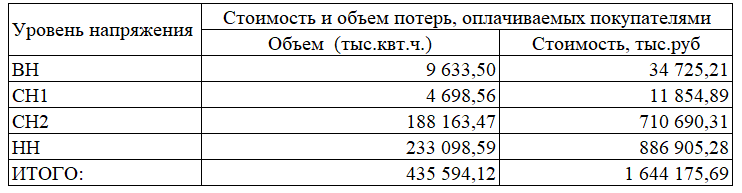 Уровень напряжения
Стоимость и объем потерь, оплачиваемых покупателями
Объем (тыс.квт.ч.) Стоимость, тыс.руб
ВН 9 633,50 34 725,21
СН1 4 698,56 11 854,89
СН2 188 163,47 710 690,31
НН 233 098,59 886 905,28
ИТОГО: 435 594,12 1 644 175,69